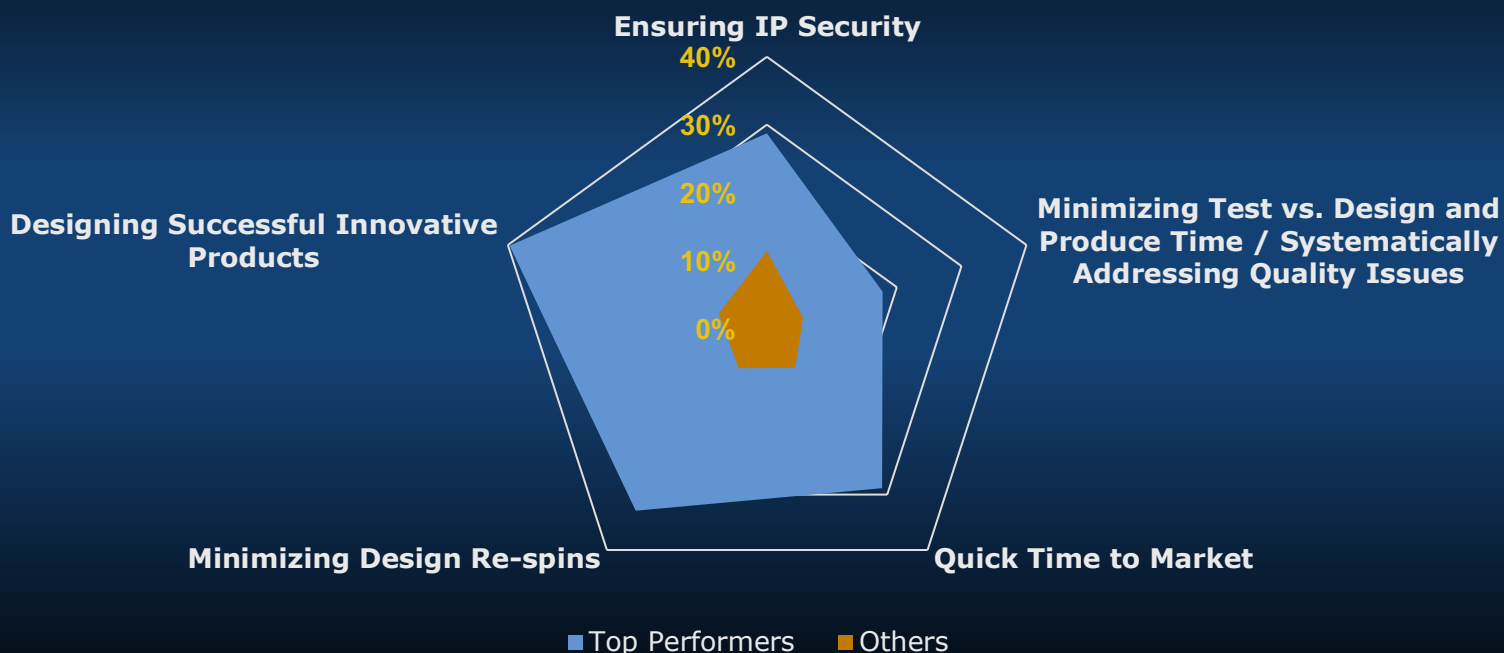 Ensuring IP Security
40%
30%
20%
10%
0%
Minimizing Test vs. Design and
Produce Time / Systematically
Addressing Quality Issues
Designing Successful Innovative
Products
Minimizing Design Re-spins
Quick Time to Market
Top Performers
Others